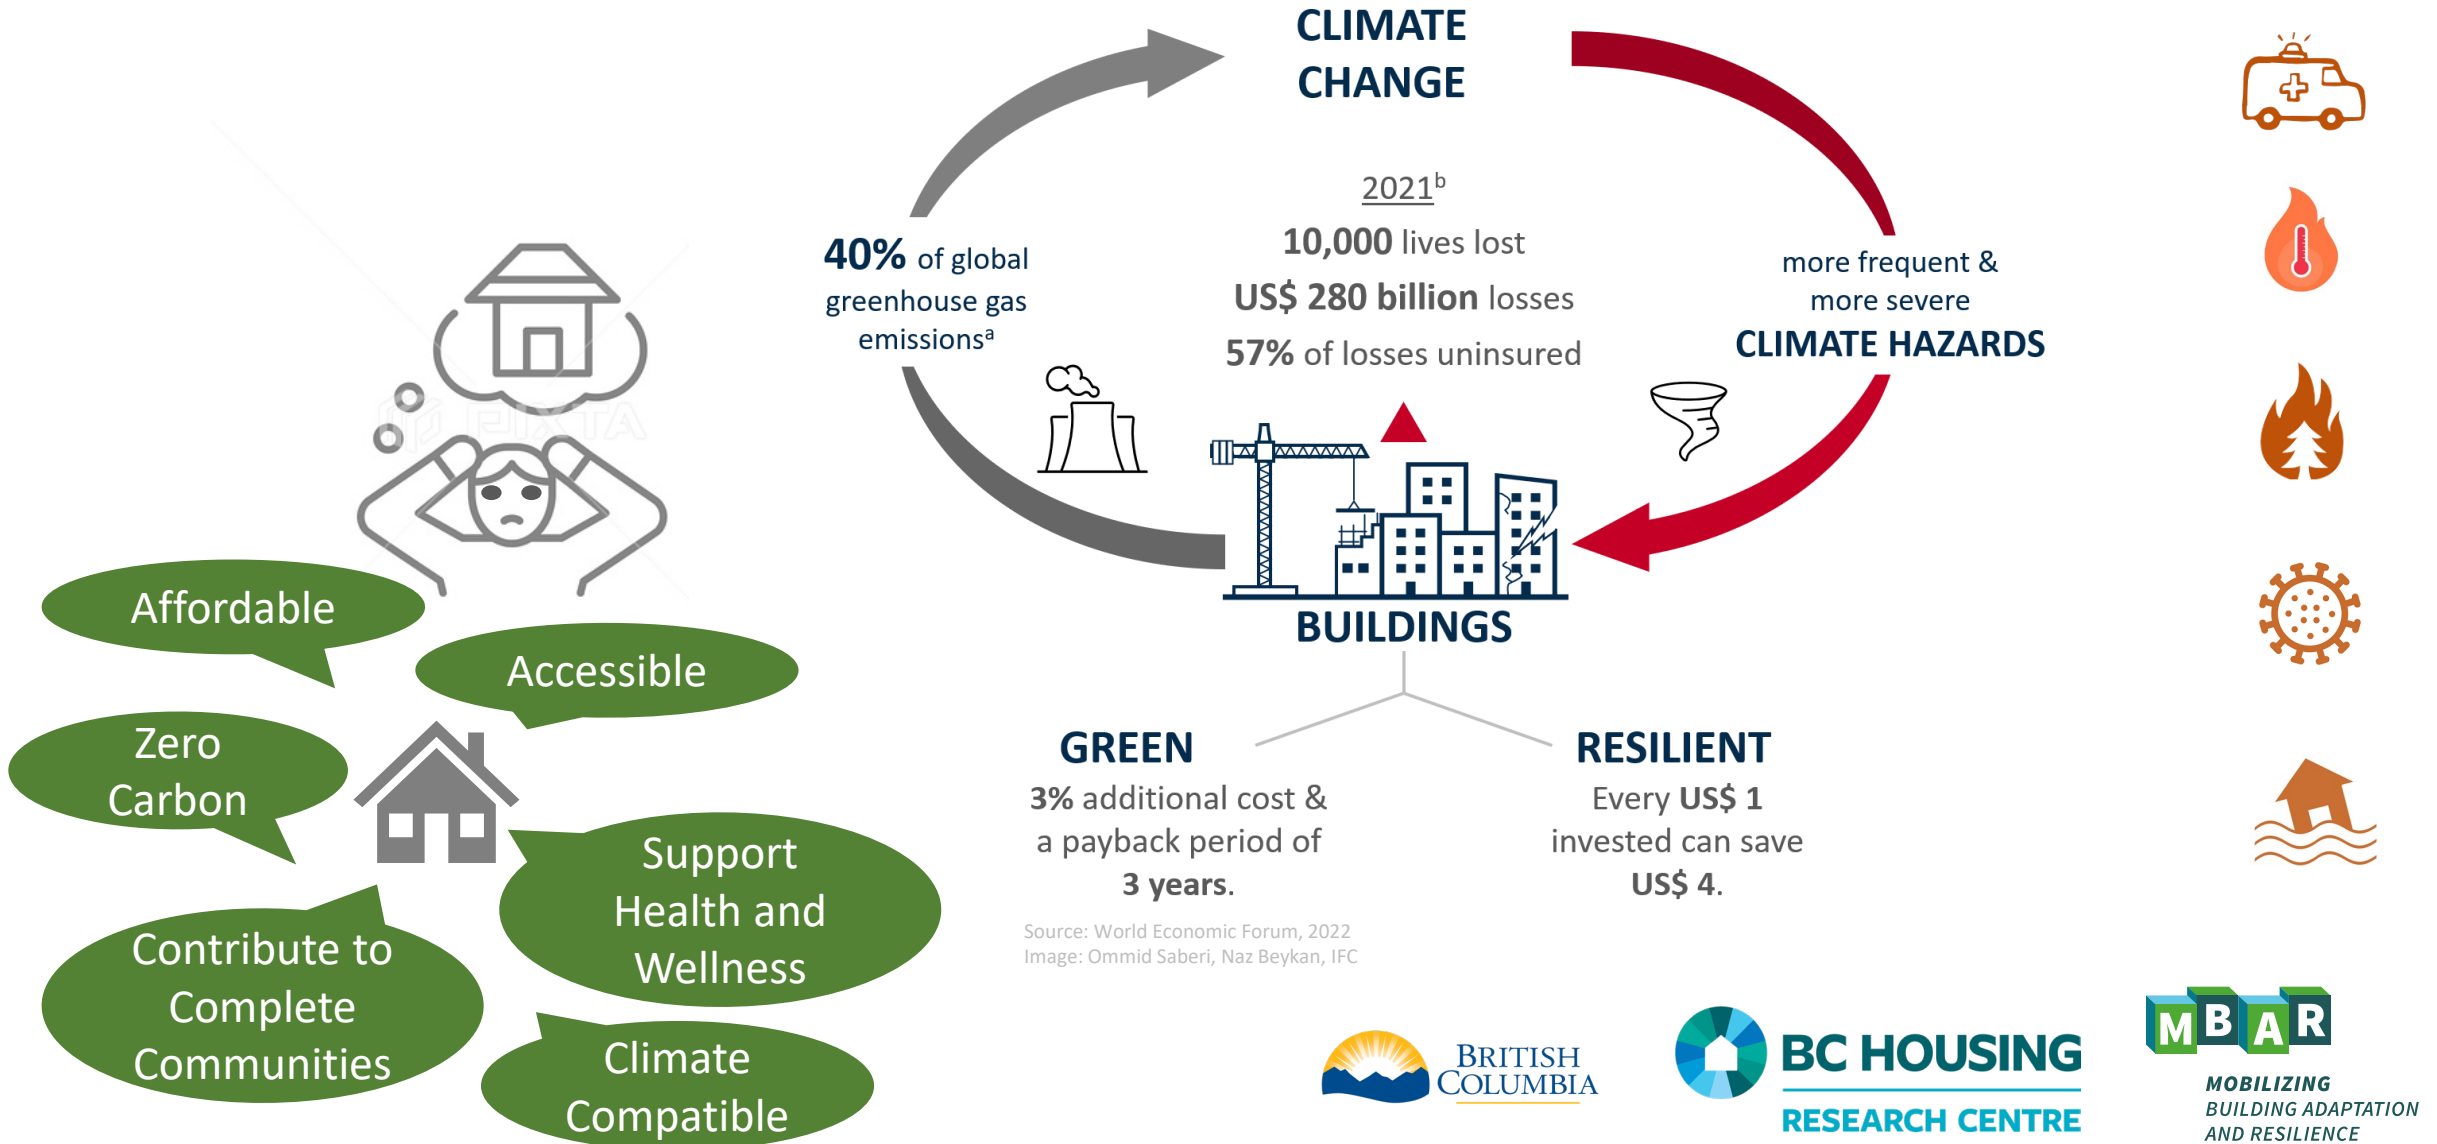 CLIMATE
CHANGE
2021ᵇ
10,000 lives lost
US$ 280 billion losses
57% of losses uninsured
40% of global
greenhouse gas
emissionsᵃ
more frequent &
more severe
CLIMATE HAZARDS
BUILDINGS
GREEN
3% additional cost &
a payback period of
3 years.
RESILIENT
Every US$ 1
invested can save
US$ 4.
Source: World Economic Forum, 2022
Image: Ommid Saberi, Naz Beykan, IFC
PIXTA
Affordable
Accessible
Zero
Carbon
Support
Health and
Wellness
Contribute to
Complete
Communities
Climate
Compatible
BRITISH
COLUMBIA
BC HOUSING
RESEARCH CENTRE
MBAR
MOBILIZING
BUILDING ADAPTATION
AND RESILIENCE